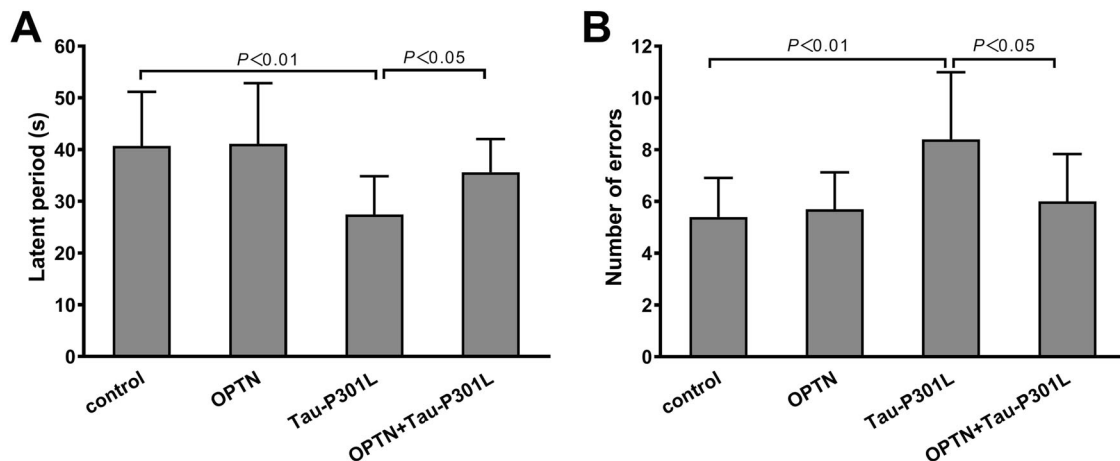 A
Latent period (s)
60
50
40
30
20
10
0
P<0.01
P<0.05
control
OPTN
Tau-P301L
OPTN+Tau-P301L
B
Number of errors
12
10
8
6
4
2
0
P<0.01
P<0.05
control
OPTN
Tau-P301L
OPTN+Tau-P301L